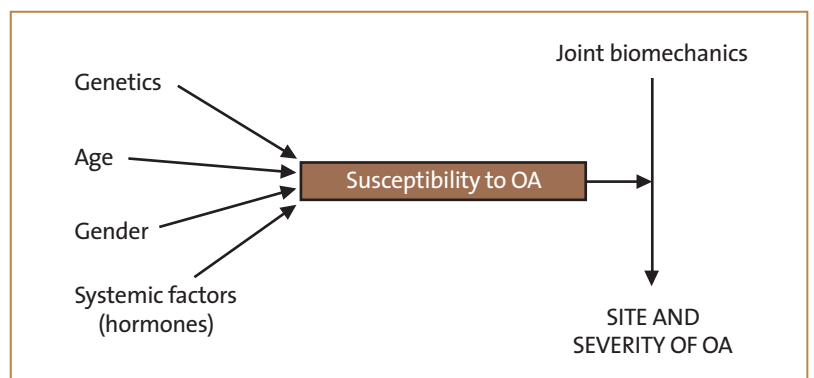 Joint biomechanics
Genetics
Age
Susceptibility to OA
Gender
Systemic factors
(hormones)
SITE AND
SEVERITY OF OA